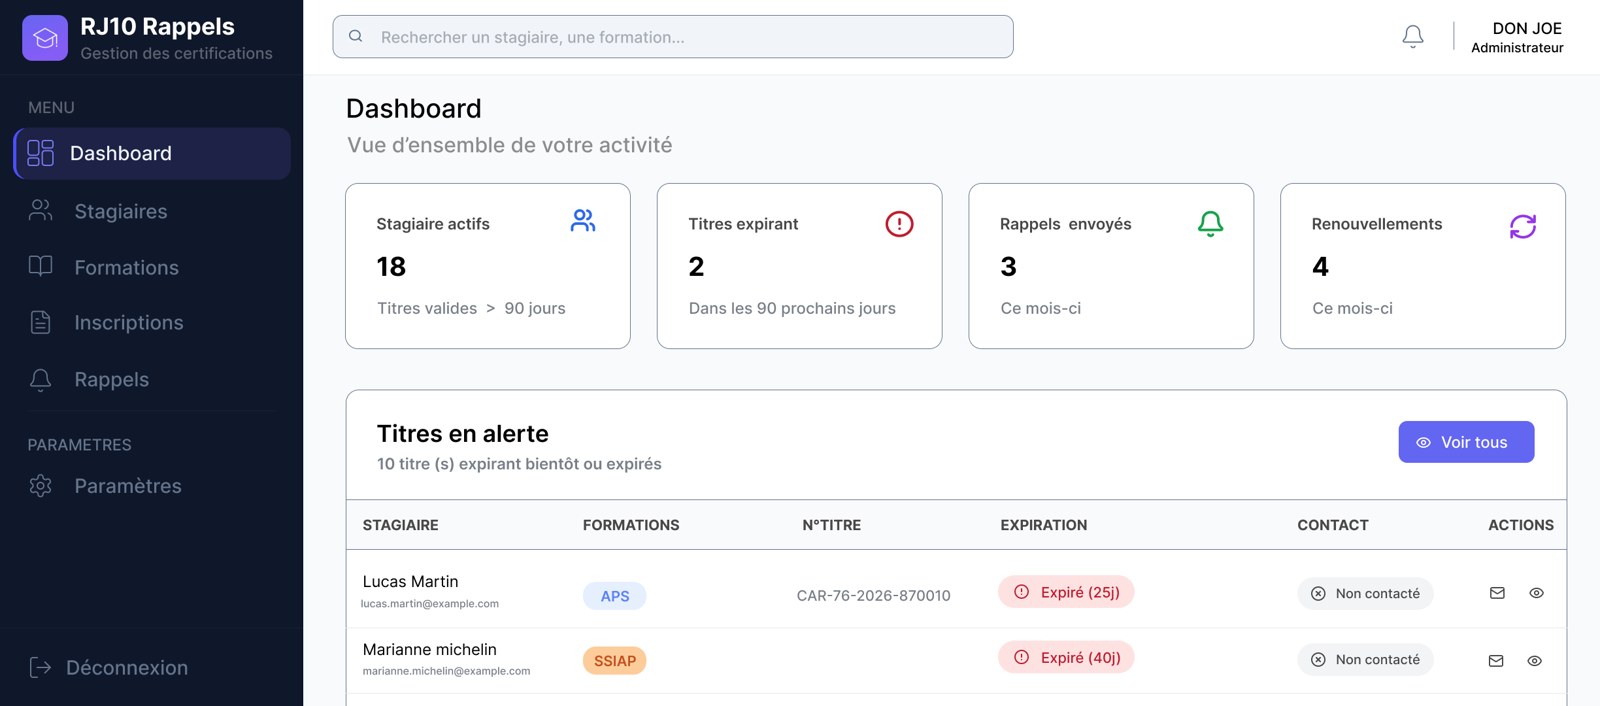 RJ10 Rappels
Gestion des certifications
MENU
Dashboard
Stagiaires
Formations
Inscriptions
Rappels
PARAMETRES
Paramètres
Déconnexion
Rechercher un stagiaire, une formation...
DON JOE
Administrateur
Dashboard
Vue d’ensemble de votre activité
Stagiaire actifs
18
Titres valides > 90 jours
Titres expirant
2
Dans les 90 prochains jours
Rappels envoyés
3
Ce mois-ci
Renouvellements
4
Ce mois-ci
Titres en alerte
10 titre (s) expirant bientôt ou expirés
Voir tous
STAGIAIRE FORMATIONS N°TITRE EXPIRATION CONTACT ACTIONS
Lucas Martin
lucas.martin@example.com
APS CAR-76-2026-870010 Expiré (25j) Non contacté
Marianne michelin
marianne.michelin@example.com
SSIAP Expiré (40j) Non contacté